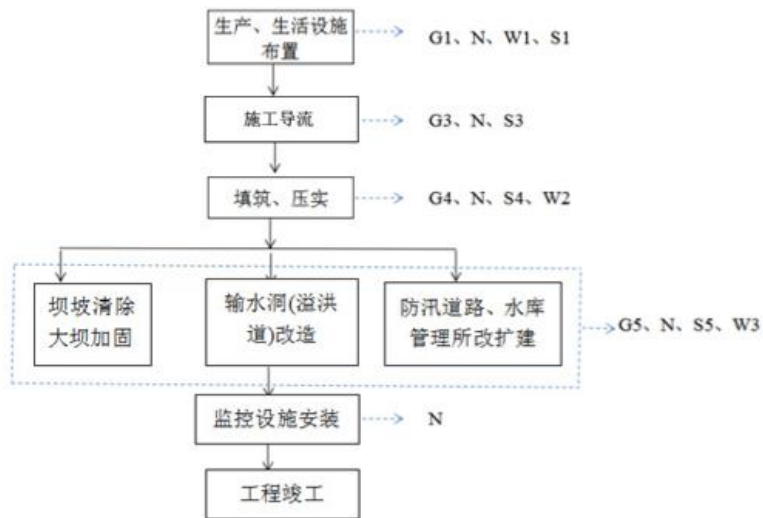 生产、生活设施
布置
G1、N、W1、S1
施工导流
G3、N、S3
填筑、压实
G4、N、S4、W2
坝坡清除
大坝加固
输水洞(溢洪
道)改造
防汛道路、水库
管理所改扩建
G5、N、S5、W3
监控设施安装
N
工程竣工